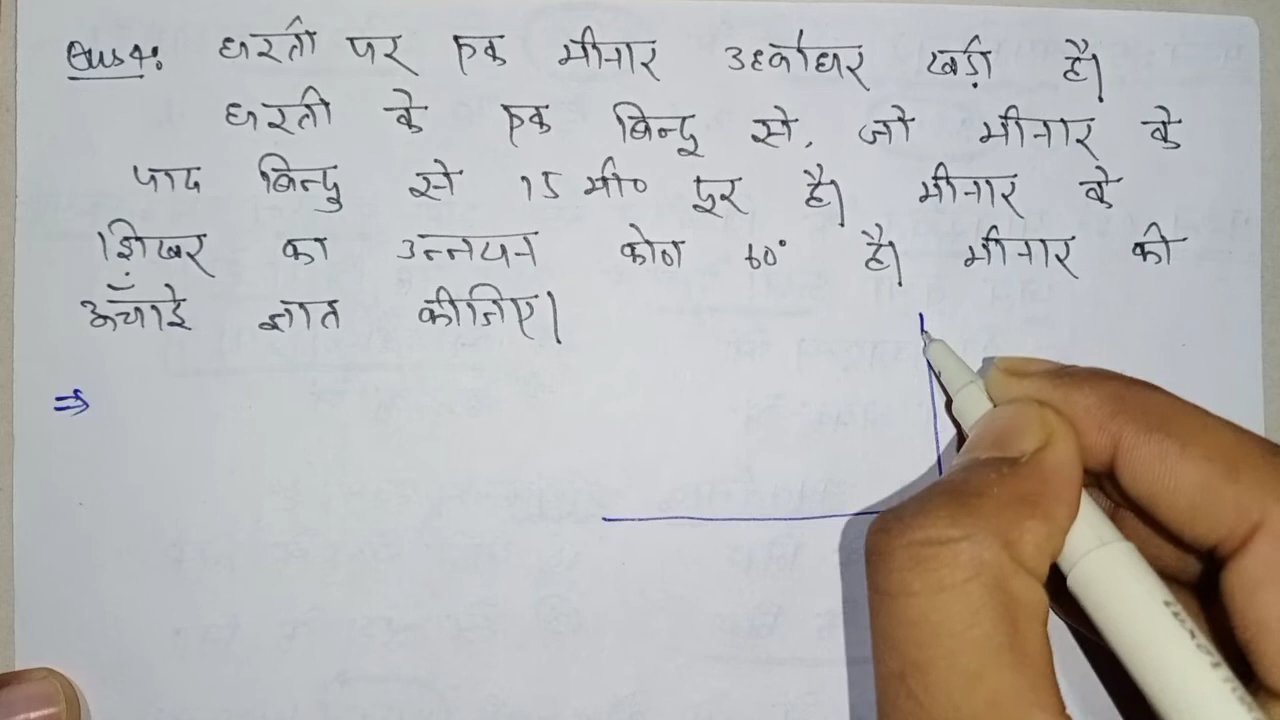 Ques4: धरती पर एक मीनार उर्ध्वाधर खड़ी है।
धरती के एक बिन्दू से, जो मीनार के
पाद बिन्दु से 15 मी० दूर है। मीनार के
शिखर का उन्नयन कोण 60° है। मीनार की
ऊँचाई ज्ञात कीजिए।
⇒